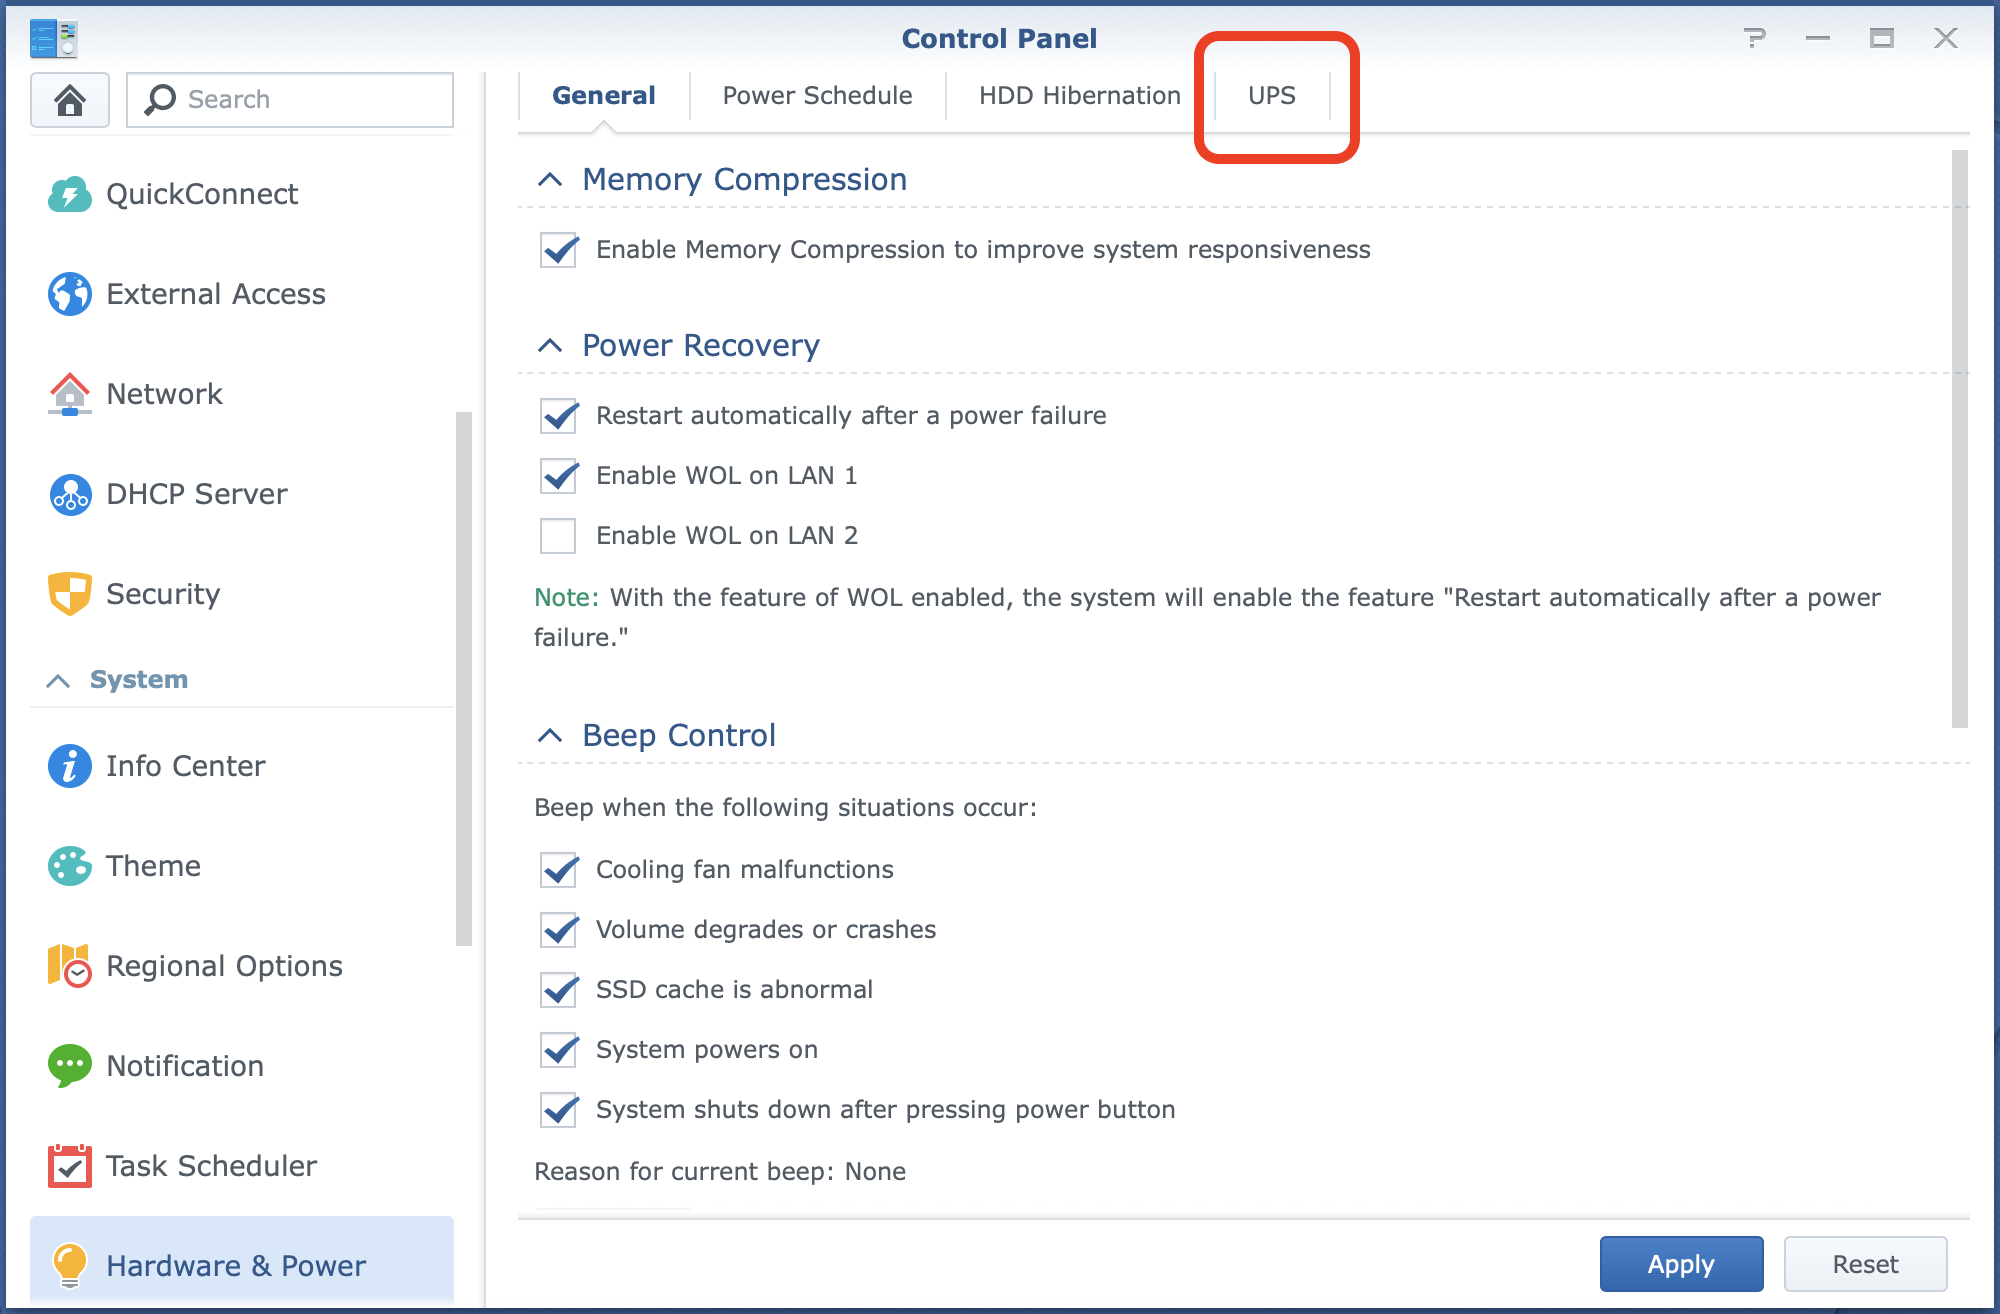 Control Panel
Search
General
Power Schedule
HDD Hibernation
UPS
QuickConnect
External Access
Network
DHCP Server
Security
System
Info Center
Theme
Regional Options
Notification
Task Scheduler
Hardware & Power
Memory Compression
Enable Memory Compression to improve system responsiveness
Power Recovery
Restart automatically after a power failure
Enable WOL on LAN 1
Enable WOL on LAN 2
Note: With the feature of WOL enabled, the system will enable the feature "Restart automatically after a power
failure."
Beep Control
Beep when the following situations occur:
Cooling fan malfunctions
Volume degrades or crashes
SSD cache is abnormal
System powers on
System shuts down after pressing power button
Reason for current beep: None
Apply
Reset